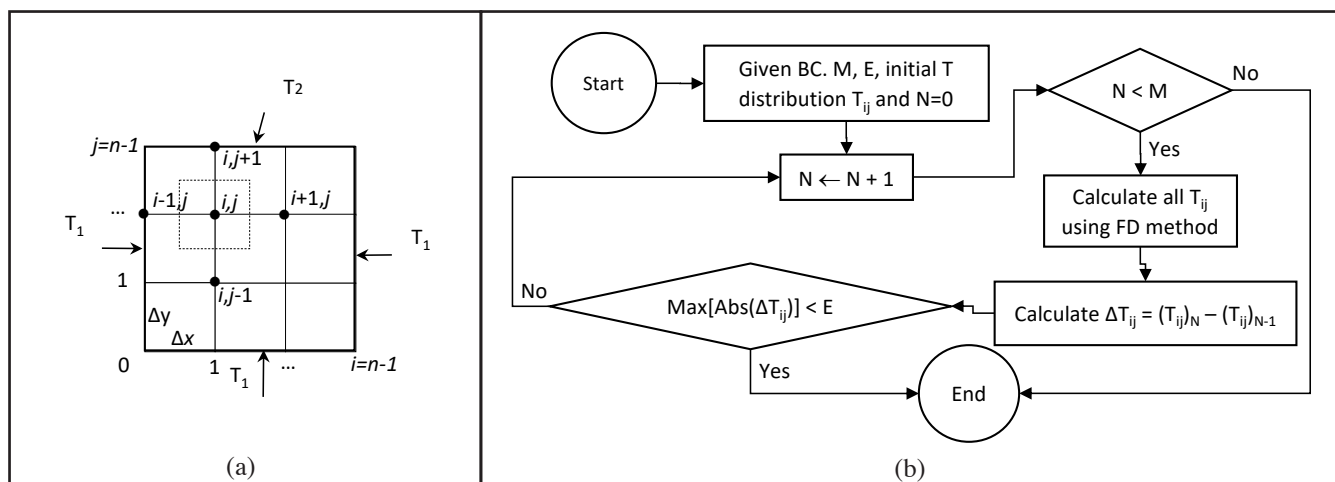 T2
j=n-1
i,j+1
... i-1,j i,j i+1,j
T1 T1
1 i,j-1
Δy
Δx
0 1 ... i=n-1
T1
(a)
Start
Given BC. M, E, initial T
distribution Tij and N=0
N < M
No
Yes
N ← N + 1
Calculate all Tij
using FD method
Calculate ΔTij = (Tij)N – (Tij)N-1
Max[Abs(ΔTij)] < E
No
Yes
End
(b)